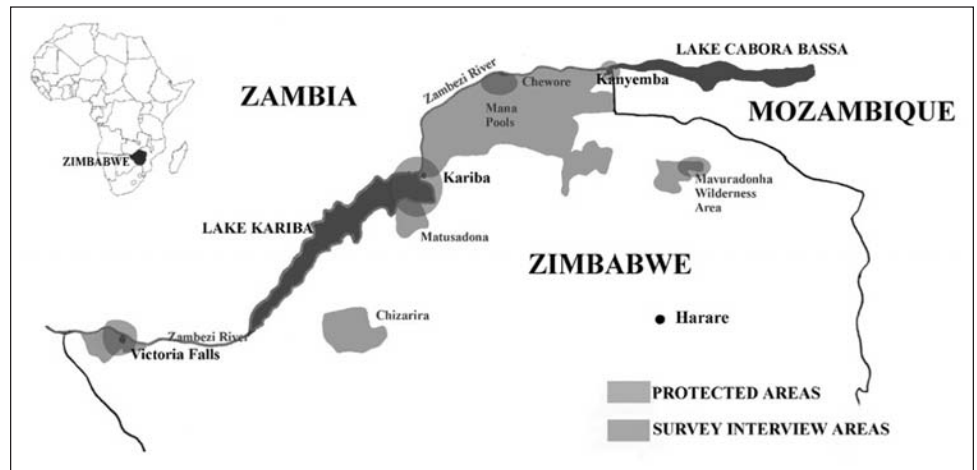 LAKE CABORA BASSA
Zambezi River
Chewore
Kanyemba
ZAMBIA
Mana
Pools
MOZAMBIQUE
ZIMBABWE
Kariba
Mavuradonha
Wilderness
Area
LAKE KARIBA
Matusadona
ZIMBABWE
Chizarira
Harare
Zambezi River
Victoria Falls
PROTECTED AREAS
SURVEY INTERVIEW AREAS